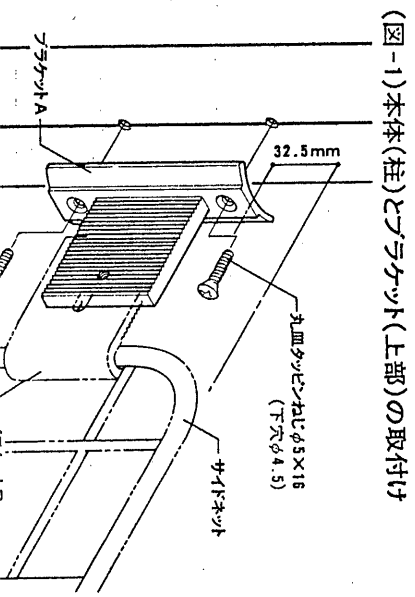 (図-1)本体(柱)とブラケット(上部)の取付け
32.5mm
丸皿タッピンねじφ5×16
(下穴φ4.5)
サイドネット
ブラケットA